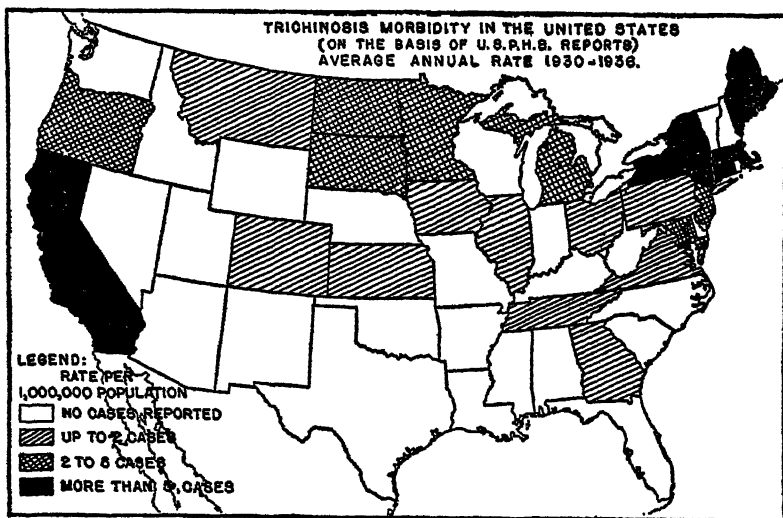 TRICHINOSIS MORBIDITY IN THE UNITED STATES
(ON THE BASIS OF U.S.P.H.S. REPORTS)
AVERAGE ANNUAL RATE 1930-1936.
LEGEND:
RATE PER
1,000,000 POPULATION
NO CASES REPORTED
UP TO 2 CASES
2 TO 5 CASES
MORE THAN 5 CASES